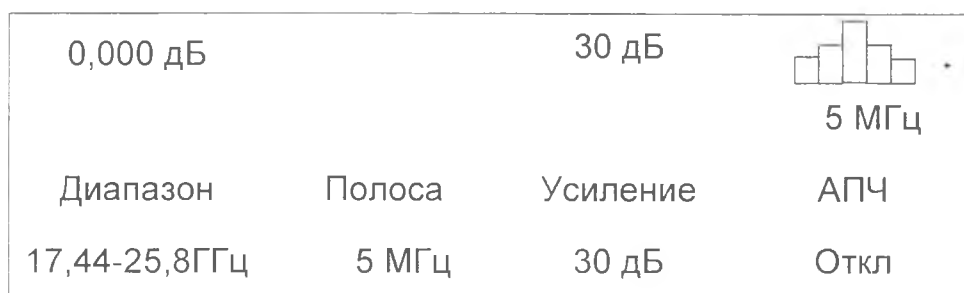 0,000 дБ 30 дБ
5 МГц
Диапазон Полоса Усиление АПЧ
17,44-25,8ГГц 5 МГц 30 дБ Откл